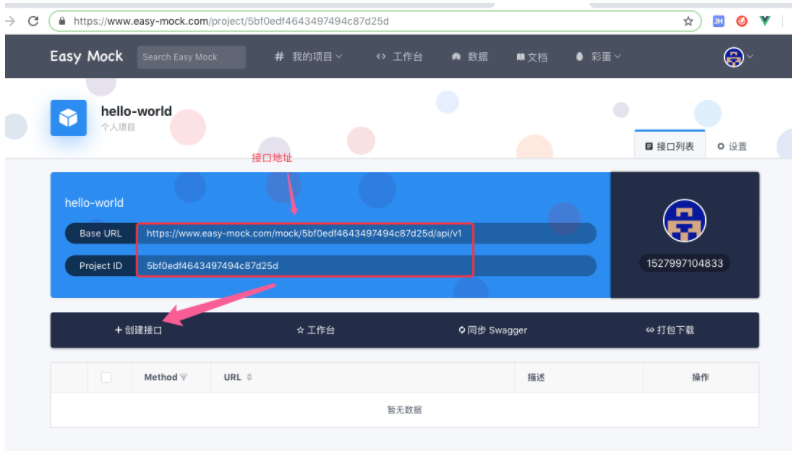 https://www.easy-mock.com/project/5bf0edf4643497494c87d25d
Easy Mock Search Easy Mock # 我的项目 工作台 数据 文档 彩蛋
hello-world
个人项目
接口列表 设置
接口地址
hello-world
Base URL https://www.easy-mock.com/mock/5bf0edf4643497494c87d25d/api/v1
Project ID 5bf0edf4643497494c87d25d
1527997104833
+ 创建接口 工作台 同步 Swagger 打包下载
Method URL 描述 操作
暂无数据